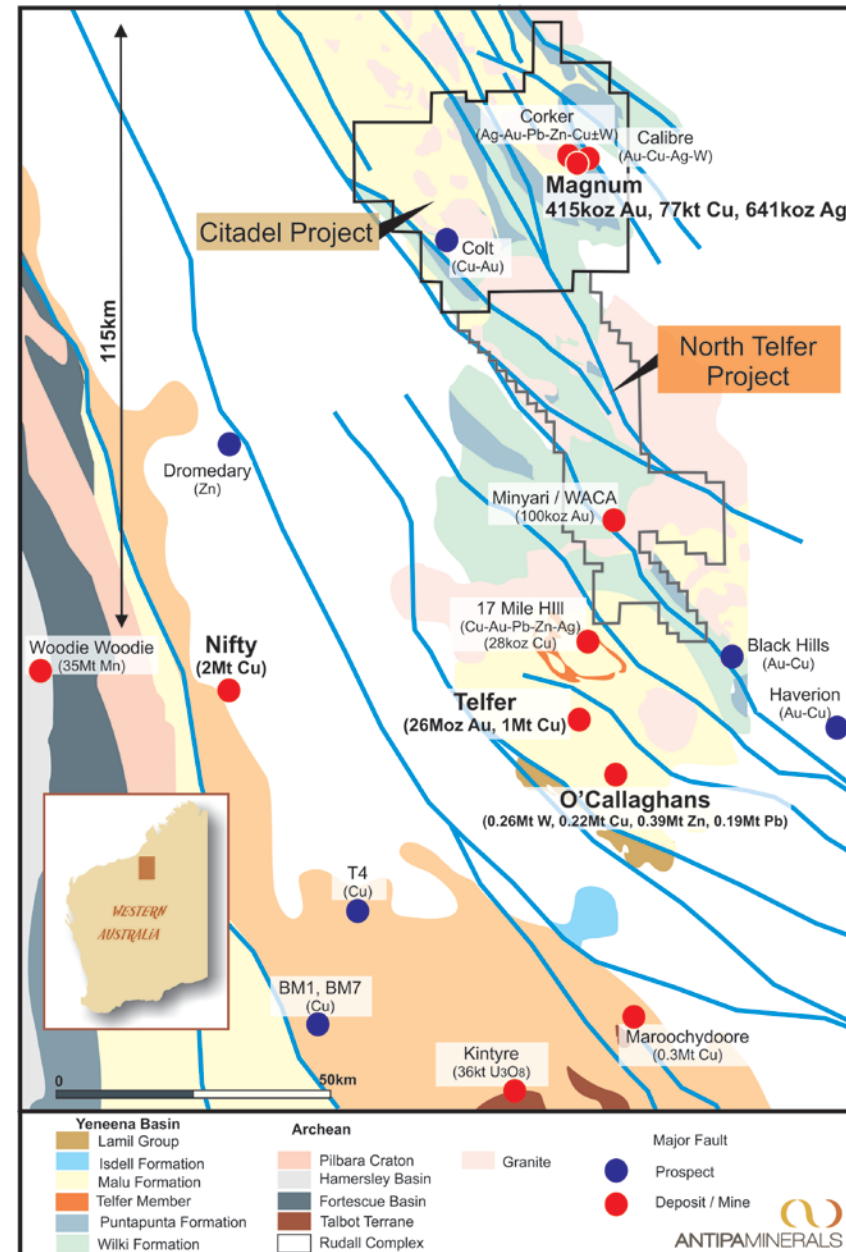 Corker
(Ag-Au-Pb-Zn-Cu±W)
Calibre
(Au-Cu-Ag-W)
Magnum
415koz Au, 77kt Cu, 641koz Ag
Citadel Project
Colt
(Cu-Au)
115km
North Telfer
Project
Dromedary
(Zn)
Minyari / WACA
(100koz Au)
17 Mile HIll
(Cu-Au-Pb-Zn-Ag)
(28koz Cu)
Woodie Woodie
(35Mt Mn)
Nifty
(2Mt Cu)
Black Hills
(Au-Cu)
Haverion
(Au-Cu)
Telfer
(26Moz Au, 1Mt Cu)
O'Callaghans
(0.26Mt W, 0.22Mt Cu, 0.39Mt Zn, 0.19Mt Pb)
T4
(Cu)
WESTERN
AUSTRALIA
BM1, BM7
(Cu)
Maroochydoore
(0.3Mt Cu)
Kintyre
(36kt U3O8)
0 50km
Yeneena Basin
Lamil Group
Isdell Formation
Malu Formation
Telfer Member
Puntapunta Formation
Wilki Formation
Archean
Pilbara Craton
Hamersley Basin
Fortescue Basin
Talbot Terrane
Rudall Complex
Granite
Major Fault
Prospect
Deposit / Mine
ANTIPAMINERALS